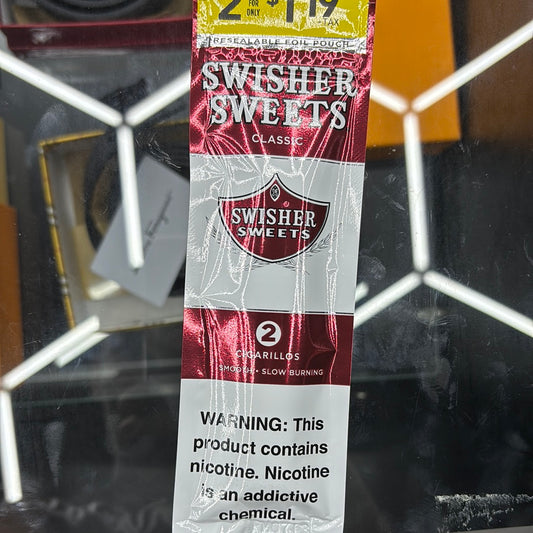 2 FOR ONLY $1.19
+TAX
RESEALABLE FOIL POUCH
SWISHER
SWEETS
CLASSIC
SWISHER
SWEETS
2
CIGARILLOS
SMOOTH • SLOW BURNING
WARNING: This
product contains
nicotine. Nicotine
is an addictive
chemical.